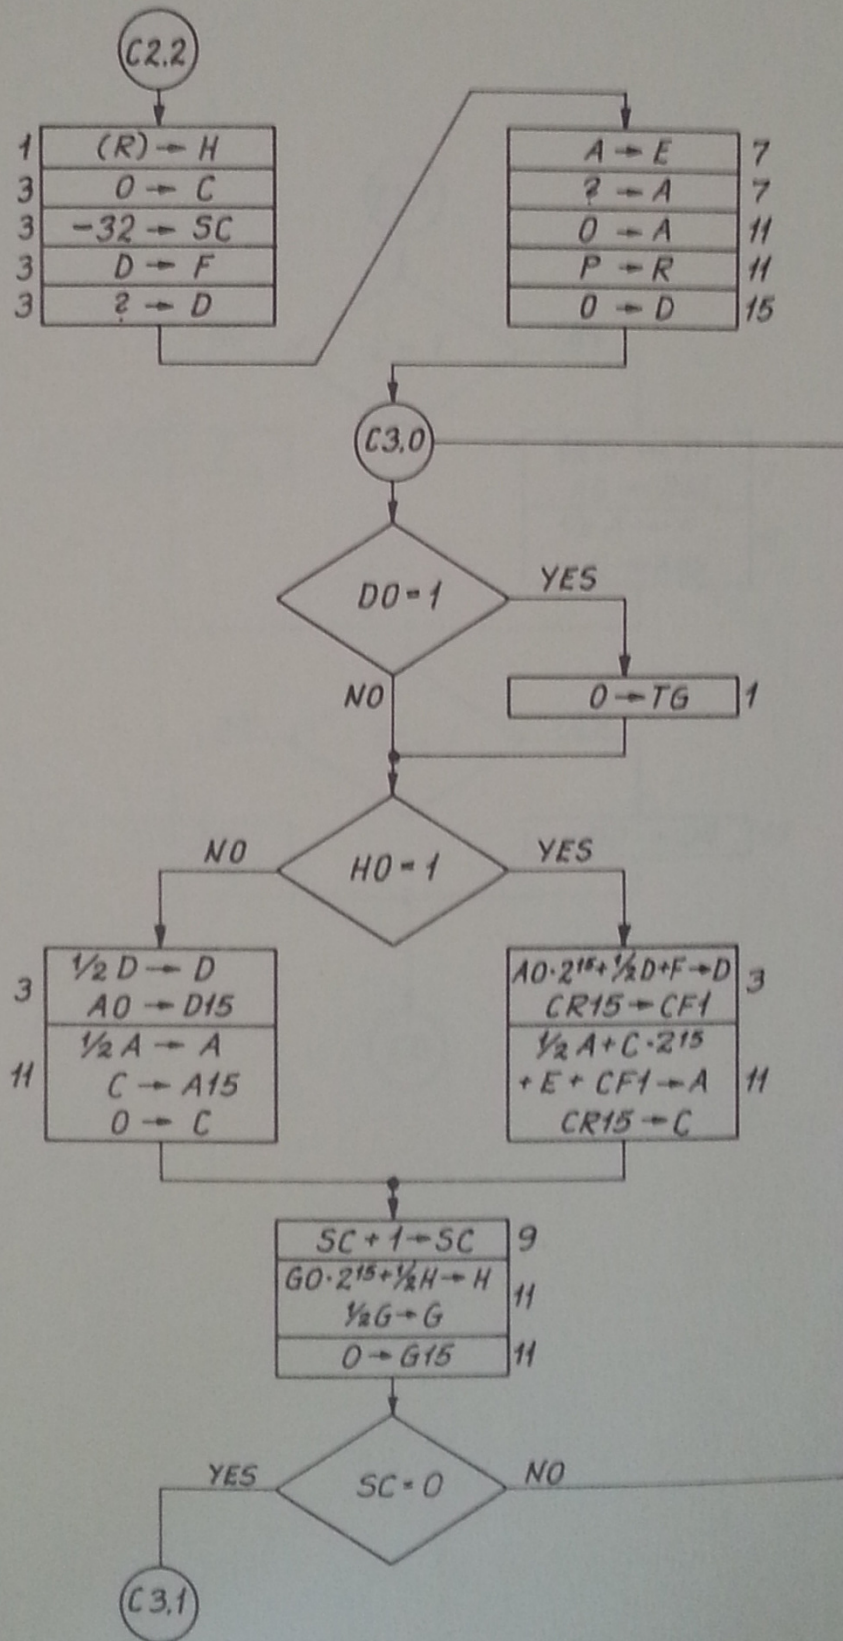 C2.2
1 (R) → H
3 0 → C
3 -32 → SC
3 D → F
3 ? → D
A → E 7
? → A 7
0 → A 11
P → R 11
0 → D 15
C3,0
D0=1
YES
NO
0 → TG 1
H0=1
NO
YES
3
½ D → D
A0 → D15
11
½ A → A
C → A15
0 → C
A0·2¹⁵+½D+F→D
CR15 → CF1
3
½ A + C·2¹⁵
+ E + CF1 → A
CR15 → C
11
SC + 1 → SC 9
G0·2¹⁵+½H→H
½G → G
11
0 → G15 11
SC=0
YES
NO
C3,1